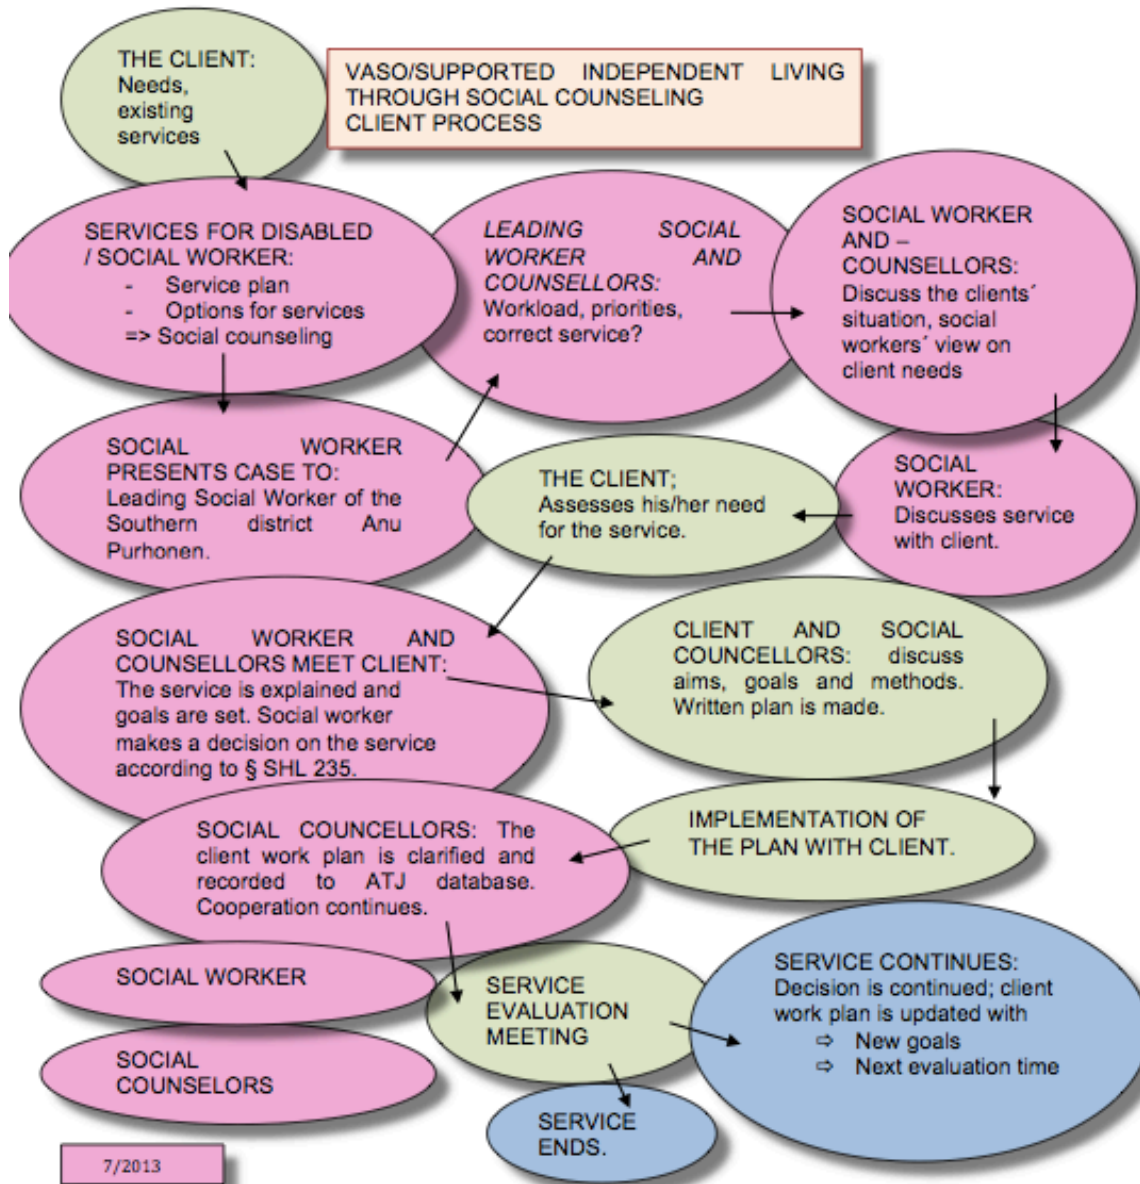 THE CLIENT:
Needs,
existing
services
VASO/SUPPORTED INDEPENDENT LIVING
THROUGH SOCIAL COUNSELING
CLIENT PROCESS
SERVICES FOR DISABLED
/ SOCIAL WORKER:
- Service plan
- Options for services
=> Social counseling
LEADING SOCIAL
WORKER AND
COUNSELLORS:
Workload, priorities,
correct service?
SOCIAL WORKER
AND –
COUNSELLORS:
Discuss the clients´
situation, social
workers´ view on
client needs
SOCIAL WORKER
PRESENTS CASE TO:
Leading Social Worker of the
Southern district Anu
Purhonen.
THE CLIENT;
Assesses his/her need
for the service.
SOCIAL
WORKER:
Discusses service
with client.
SOCIAL WORKER AND
COUNSELLORS MEET CLIENT:
The service is explained and
goals are set. Social worker
makes a decision on the service
according to § SHL 235.
CLIENT AND SOCIAL
COUNCELLORS: discuss
aims, goals and methods.
Written plan is made.
SOCIAL COUNCELLORS: The
client work plan is clarified and
recorded to ATJ database.
Cooperation continues.
IMPLEMENTATION OF
THE PLAN WITH CLIENT.
SOCIAL WORKER
SOCIAL
COUNSELORS
SERVICE
EVALUATION
MEETING
SERVICE CONTINUES:
Decision is continued; client
work plan is updated with
⇨ New goals
⇨ Next evaluation time
SERVICE
ENDS.
7/2013